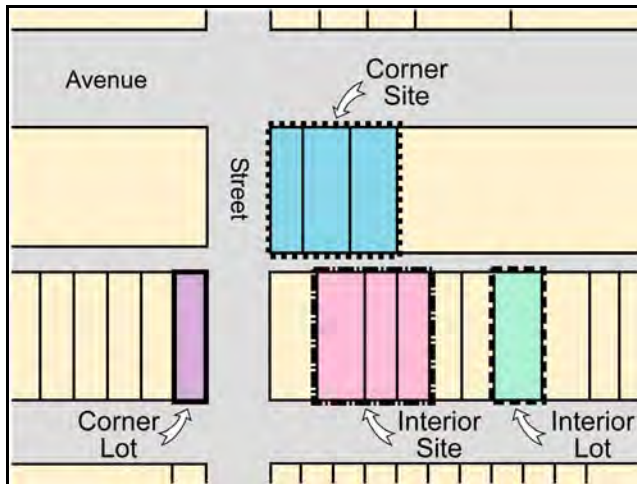 Avenue
Corner
Site
Street
Corner
Lot
Interior
Site
Interior
Lot